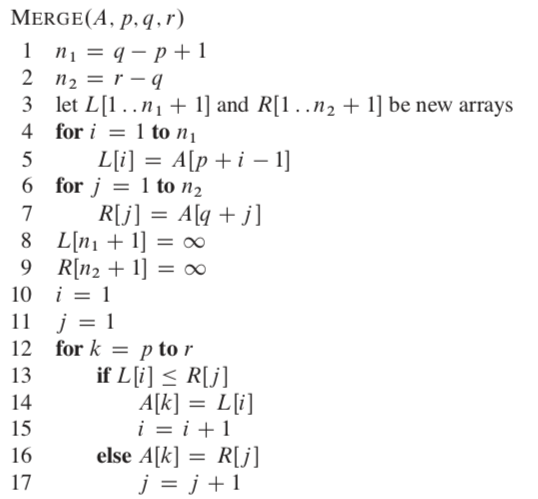 MERGE(A, p, q, r)
1 n₁ = q − p + 1
2 n₂ = r − q
3 let L[1 . . n₁ + 1] and R[1 . . n₂ + 1] be new arrays
4 for i = 1 to n₁
5 L[i] = A[p + i − 1]
6 for j = 1 to n₂
7 R[j] = A[q + j]
8 L[n₁ + 1] = ∞
9 R[n₂ + 1] = ∞
10 i = 1
11 j = 1
12 for k = p to r
13 if L[i] ≤ R[j]
14 A[k] = L[i]
15 i = i + 1
16 else A[k] = R[j]
17 j = j + 1